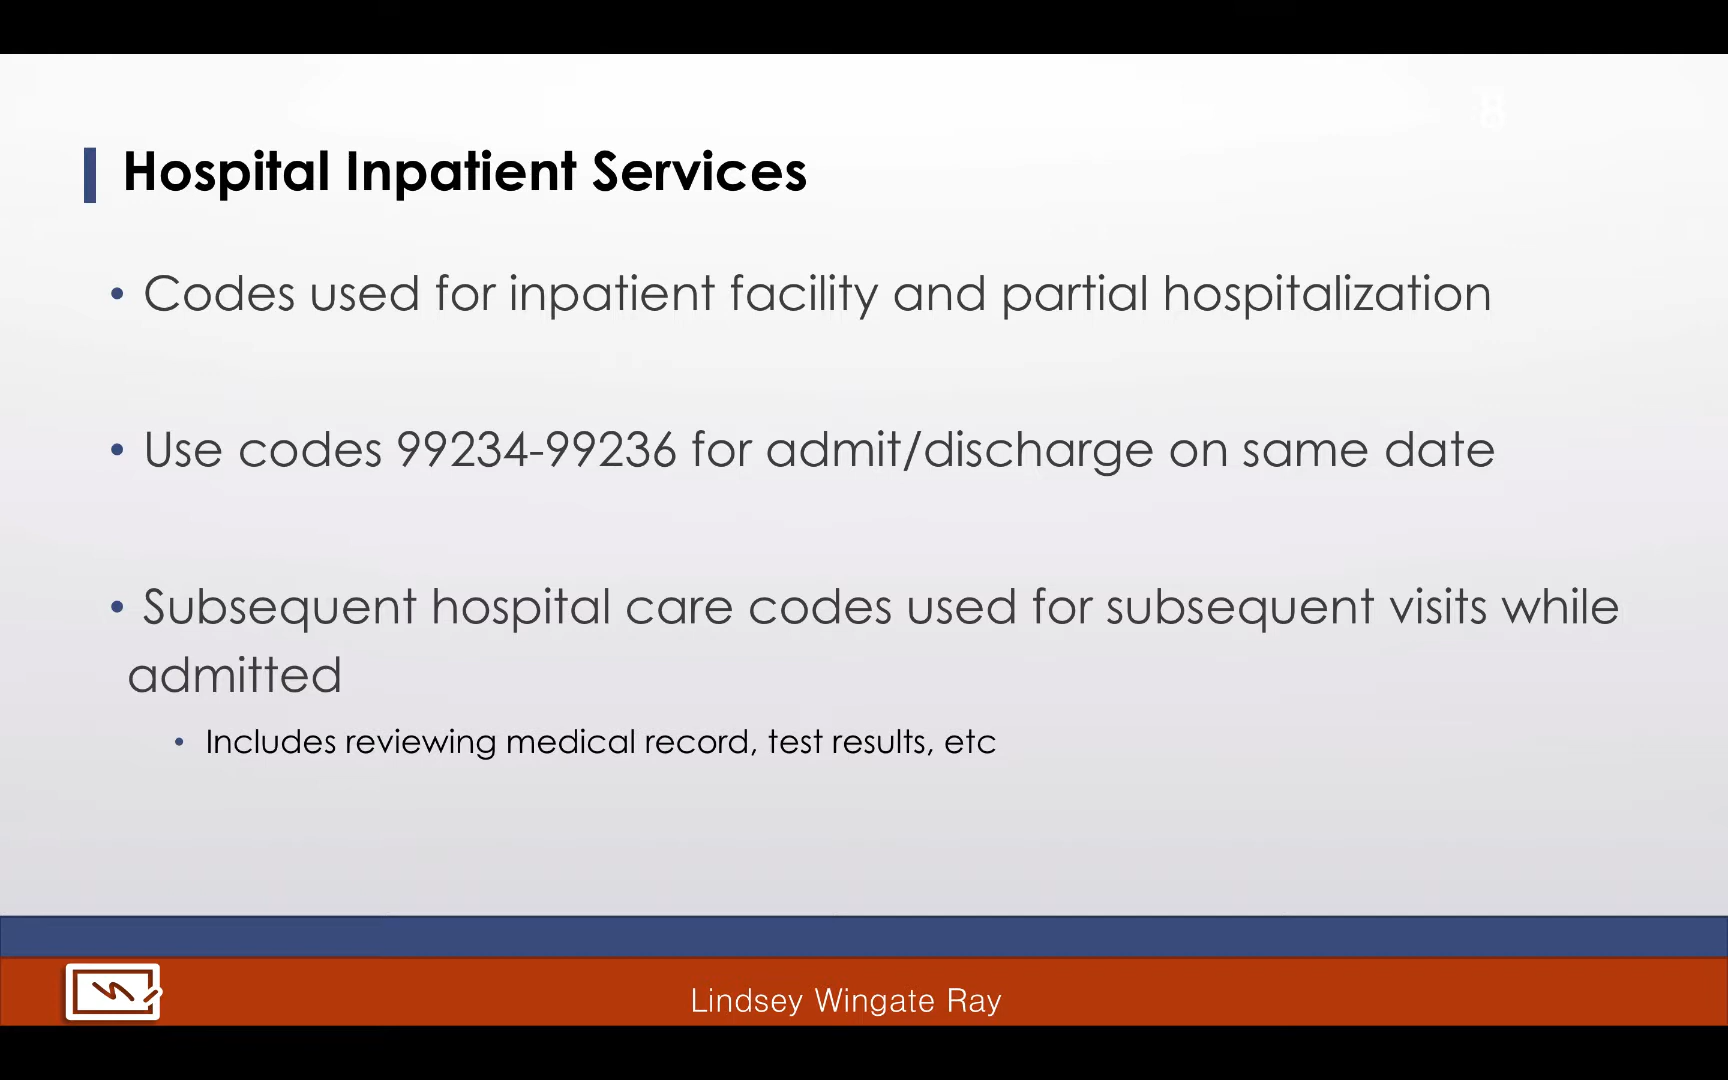 Hospital Inpatient Services
• Codes used for inpatient facility and partial hospitalization
• Use codes 99234-99236 for admit/discharge on same date
• Subsequent hospital care codes used for subsequent visits while
admitted
• Includes reviewing medical record, test results, etc
Lindsey Wingate Ray